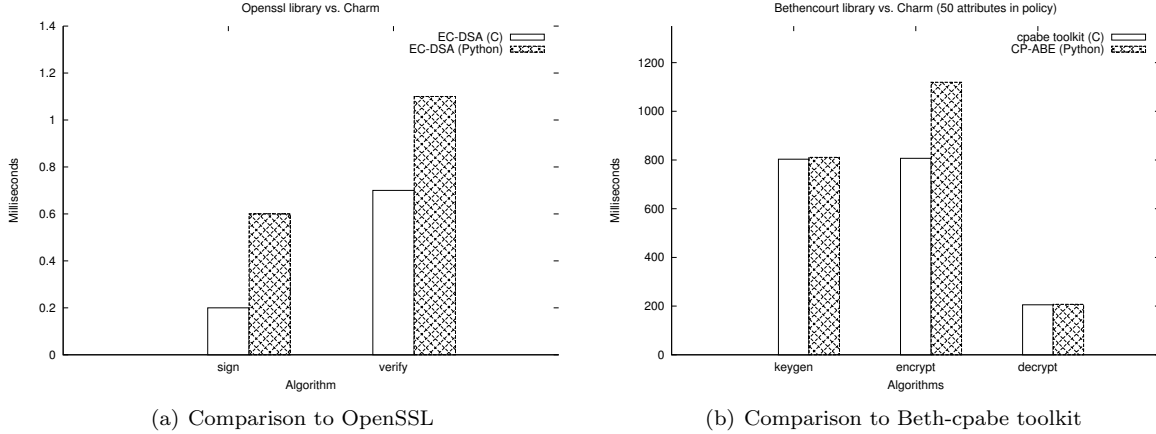 Openssl library vs. Charm
1.4
1.2
1
0.8
0.6
0.4
0.2
0
Milliseconds
EC-DSA (C)
EC-DSA (Python)
sign
verify
Algorithm
(a) Comparison to OpenSSL
Bethencourt library vs. Charm (50 attributes in policy)
1200
1000
800
600
400
200
0
Milliseconds
cpabe toolkit (C)
CP-ABE (Python)
keygen
encrypt
decrypt
Algorithms
(b) Comparison to Beth-cpabe toolkit